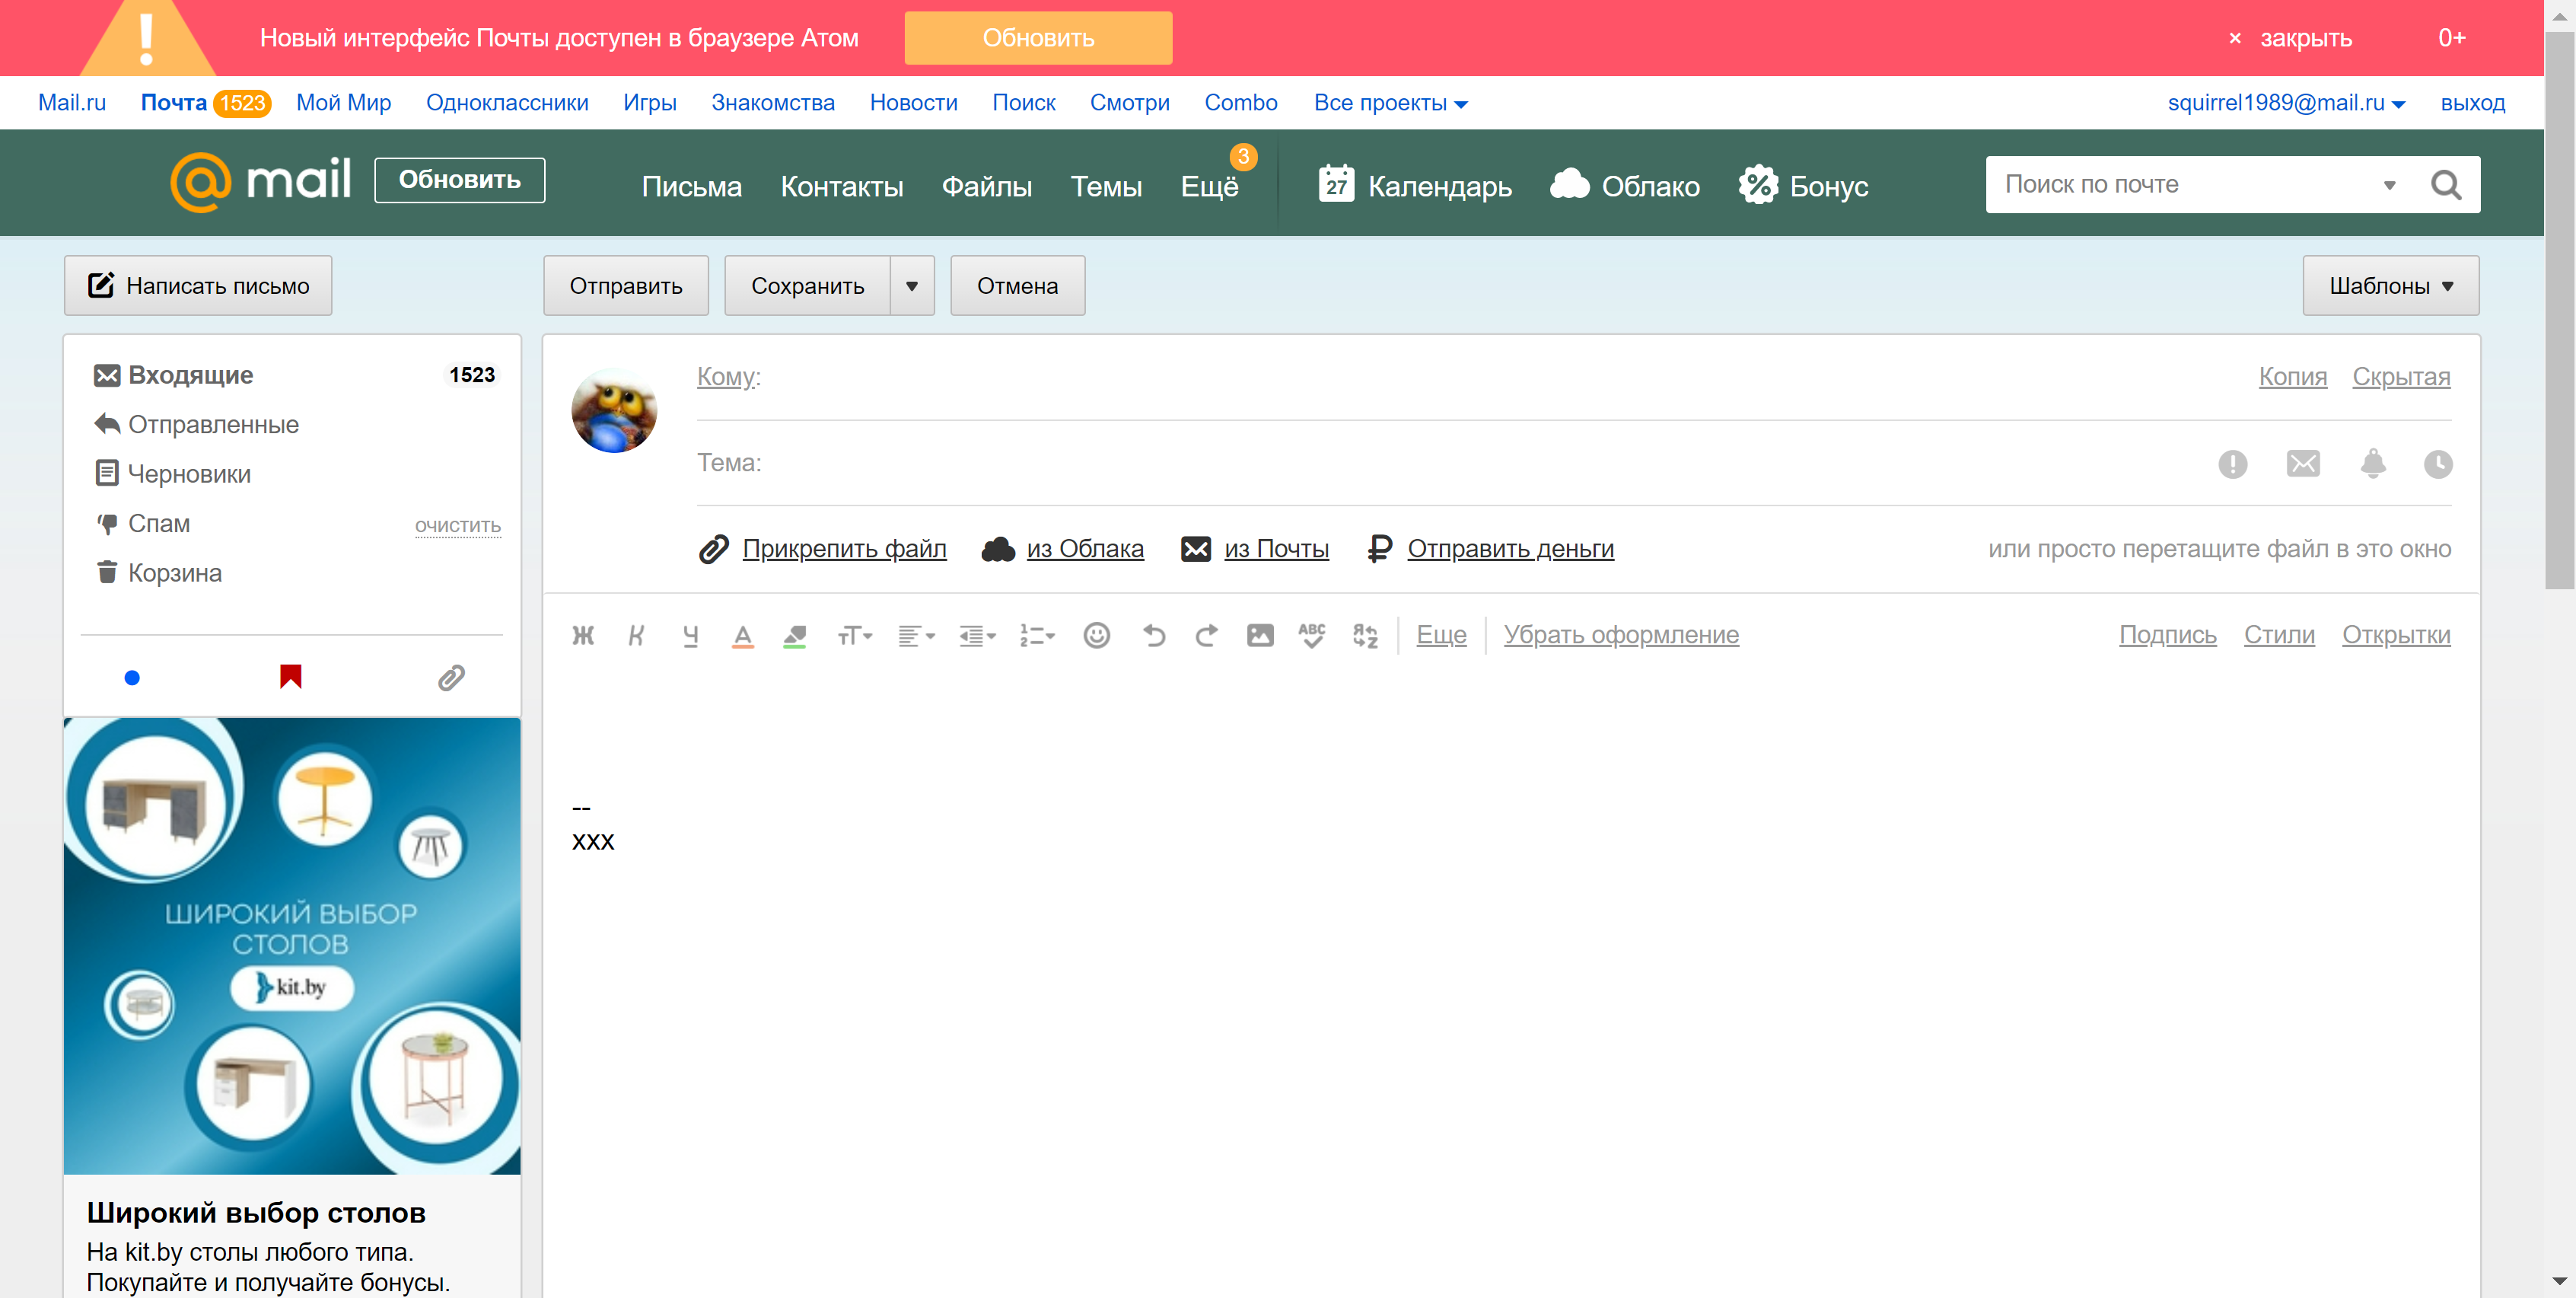 Новый интерфейс Почты доступен в браузере Атом Обновить × закрыть 0+
Mail.ru Почта 1523 Мой Мир Одноклассники Игры Знакомства Новости Поиск Смотри Combo Все проекты squirrel1989@mail.ru выход
@mail Обновить Письма Контакты Файлы Темы Ещё 3 27 Календарь Облако % Бонус Поиск по почте
Написать письмо Отправить Сохранить Отмена Шаблоны
Входящие 1523
Отправленные
Черновики
Спам очистить
Корзина
Кому: Копия Скрытая
Тема:
Прикрепить файл из Облака из Почты Отправить деньги или просто перетащите файл в это окно
Ж К Ч А тТ 1 2 ABC Я Z Еще Убрать оформление Подпись Стили Открытки
--
xxx
ШИРОКИЙ ВЫБОР
СТОЛОВ
kit.by
Широкий выбор столов
На kit.by столы любого типа.
Покупайте и получайте бонусы.